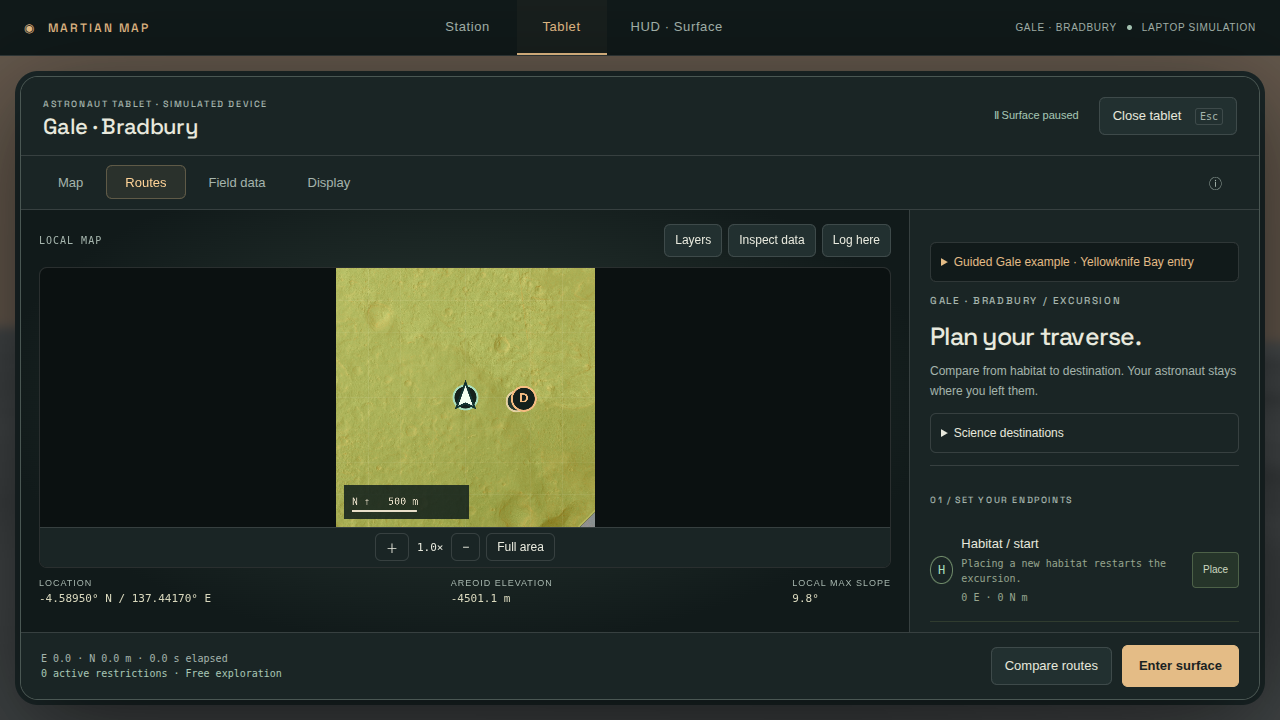 MARTIAN MAP
Station
Tablet
HUD · Surface
GALE · BRADBURY ● LAPTOP SIMULATION
ASTRONAUT TABLET · SIMULATED DEVICE
Gale · Bradbury
Ⅱ Surface paused
Close tablet Esc
Map
Routes
Field data
Display
ⓘ
LOCAL MAP
Layers
Inspect data
Log here
D
N ↑ 500 m
+
1.0×
−
Full area
LOCATION
-4.58950° N / 137.44170° E
AREOID ELEVATION
-4501.1 m
LOCAL MAX SLOPE
9.8°
▶ Guided Gale example · Yellowknife Bay entry
GALE · BRADBURY / EXCURSION
Plan your traverse.
Compare from habitat to destination. Your astronaut stays
where you left them.
▶ Science destinations
01 / SET YOUR ENDPOINTS
H
Habitat / start
Placing a new habitat restarts the
excursion.
0 E · 0 N m
Place
E 0.0 · N 0.0 m · 0.0 s elapsed
0 active restrictions · Free exploration
Compare routes
Enter surface